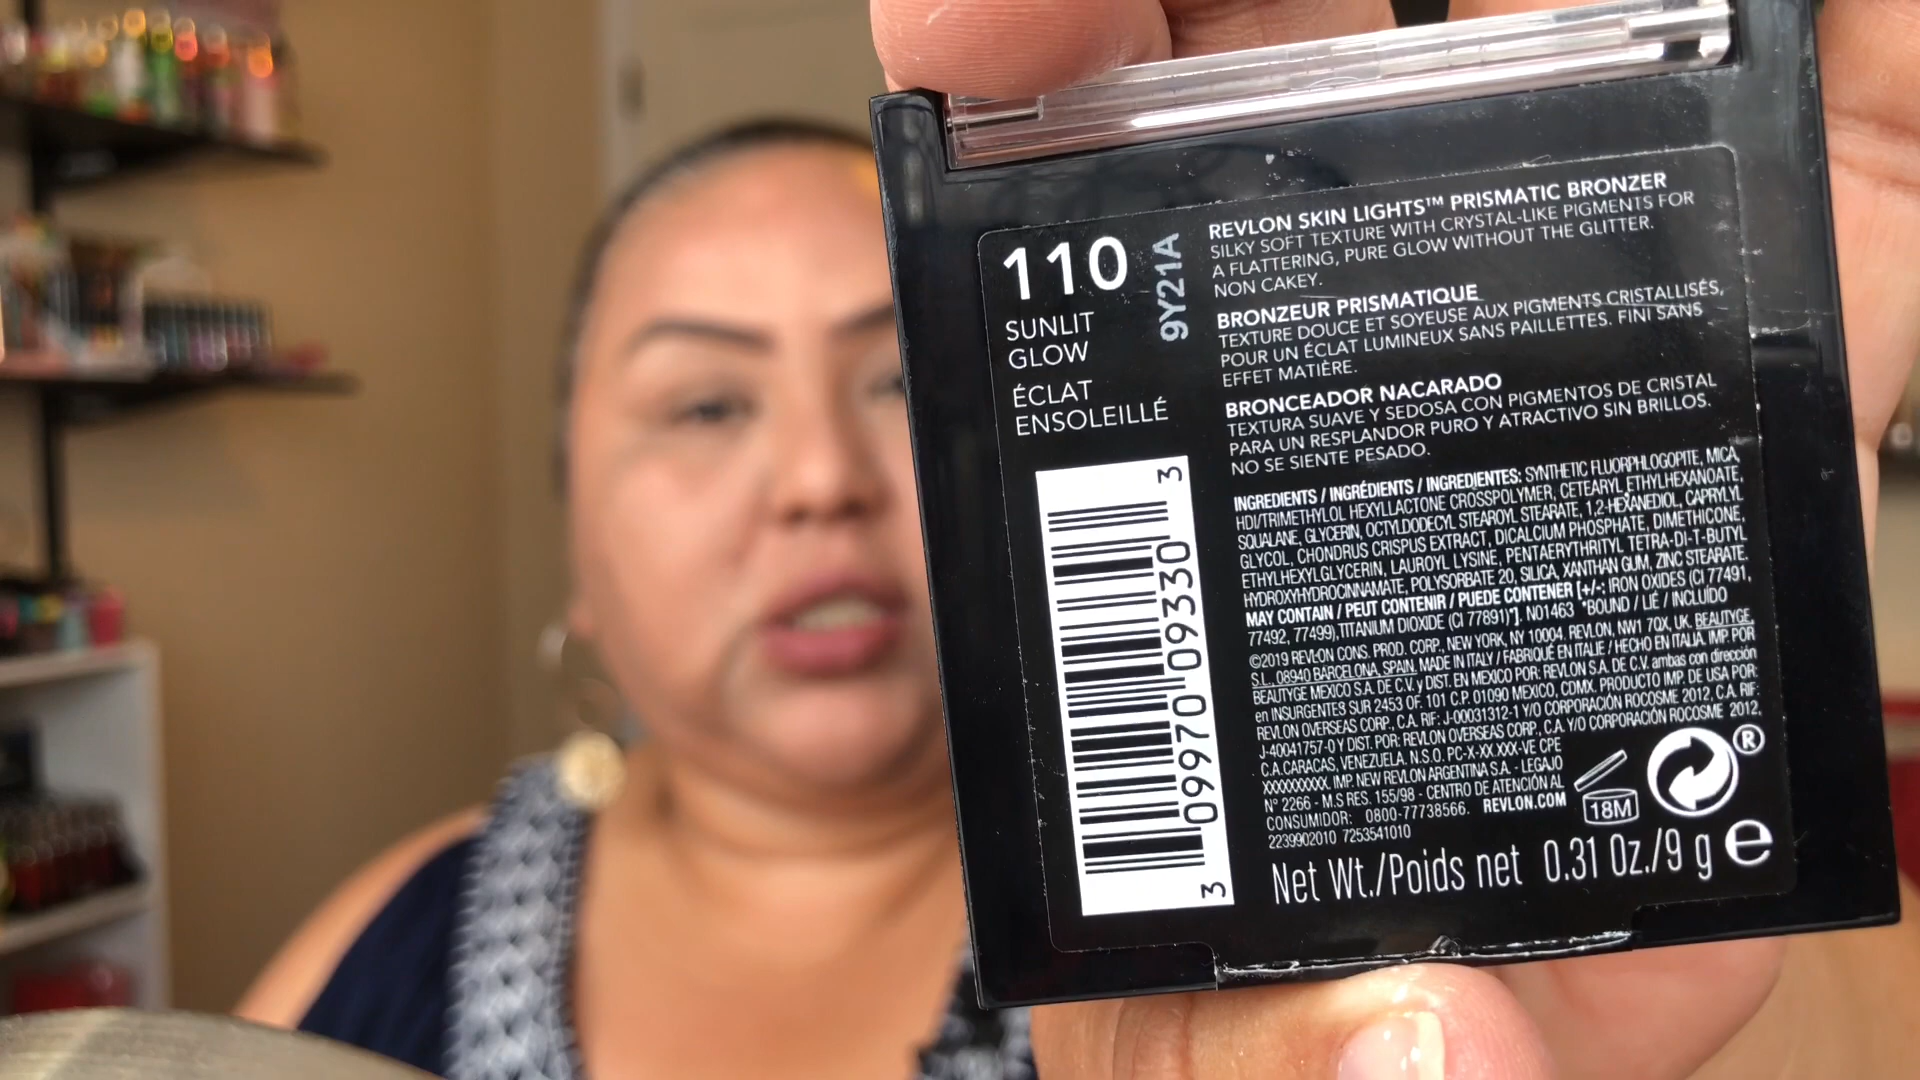 110
SUNLIT
GLOW
ÉCLAT
ENSOLEILLÉ
9Y21A
3 09970 09330 3
REVLON SKIN LIGHTS™ PRISMATIC BRONZER
SILKY SOFT TEXTURE WITH CRYSTAL-LIKE PIGMENTS FOR
A FLATTERING, PURE GLOW WITHOUT THE GLITTER.
NON CAKEY.
BRONZEUR PRISMATIQUE
TEXTURE DOUCE ET SOYEUSE AUX PIGMENTS CRISTALLISÉS,
POUR UN ÉCLAT LUMINEUX SANS PAILLETTES. FINI SANS
EFFET MATIÈRE.
BRONCEADOR NACARADO
TEXTURA SUAVE Y SEDOSA CON PIGMENTOS DE CRISTAL
PARA UN RESPLANDOR PURO Y ATRACTIVO SIN BRILLOS.
NO SE SIENTE PESADO.
INGREDIENTS / INGRÉDIENTS / INGREDIENTES: SYNTHETIC FLUORPHLOGOPITE, MICA,
HDI/TRIMETHYLOL HEXYLLACTONE CROSSPOLYMER, CETEARYL ETHYLHEXANOATE,
SQUALANE, GLYCERIN, OCTYLDODECYL STEAROYL STEARATE, 1,2-HEXANEDIOL, CAPRYLYL
GLYCOL, CHONDRUS CRISPUS EXTRACT, DICALCIUM PHOSPHATE, DIMETHICONE,
ETHYLHEXYLGLYCERIN, LAUROYL LYSINE, PENTAERYTHRITYL TETRA-DI-T-BUTYL
HYDROXYHYDROCINNAMATE, POLYSORBATE 20, SILICA, XANTHAN GUM, ZINC STEARATE.
MAY CONTAIN / PEUT CONTENIR / PUEDE CONTENER [+/-: IRON OXIDES (CI 77491,
77492, 77499),TITANIUM DIOXIDE (CI 77891)*]. N01463 *BOUND / LIÉ / INCLUÍDO
©2019 REVLON CONS. PROD. CORP., NEW YORK, NY 10004. REVLON, NW1 7QX, UK. BEAUTYGE,
S.L., 08940 BARCELONA, SPAIN. MADE IN ITALY / FABRIQUÉ EN ITALIE / HECHO EN ITALIA. IMP. POR
BEAUTYGE MEXICO S.A. DE C.V. y DIST. EN MEXICO POR: REVLON S.A. DE C.V. ambas con dirección
en INSURGENTES SUR 2453 OF. 101 C.P. 01090 MEXICO, CDMX. PRODUCTO IMP. DE USA POR:
REVLON OVERSEAS CORP., C.A. RIF: J-00031312-1 Y/O CORPORACIÓN ROCOSME 2012, C.A. RIF:
J-40041757-0 Y DIST. POR: REVLON OVERSEAS CORP., C.A. Y/O CORPORACIÓN ROCOSME 2012,
C.A. CARACAS, VENEZUELA. N.S.O. PC-X-XX XXX-VE CPE
XXXXXXXXXX. IMP. NEW REVLON ARGENTINA S.A. - LEGAJO
N° 2266 - M.S RES. 155/98 - CENTRO DE ATENCIÓN AL
CONSUMIDOR: 0800-77738566. REVLON.COM
2239902010 7253541010
18M
®
Net Wt./Poids net 0.31 Oz./9 g e